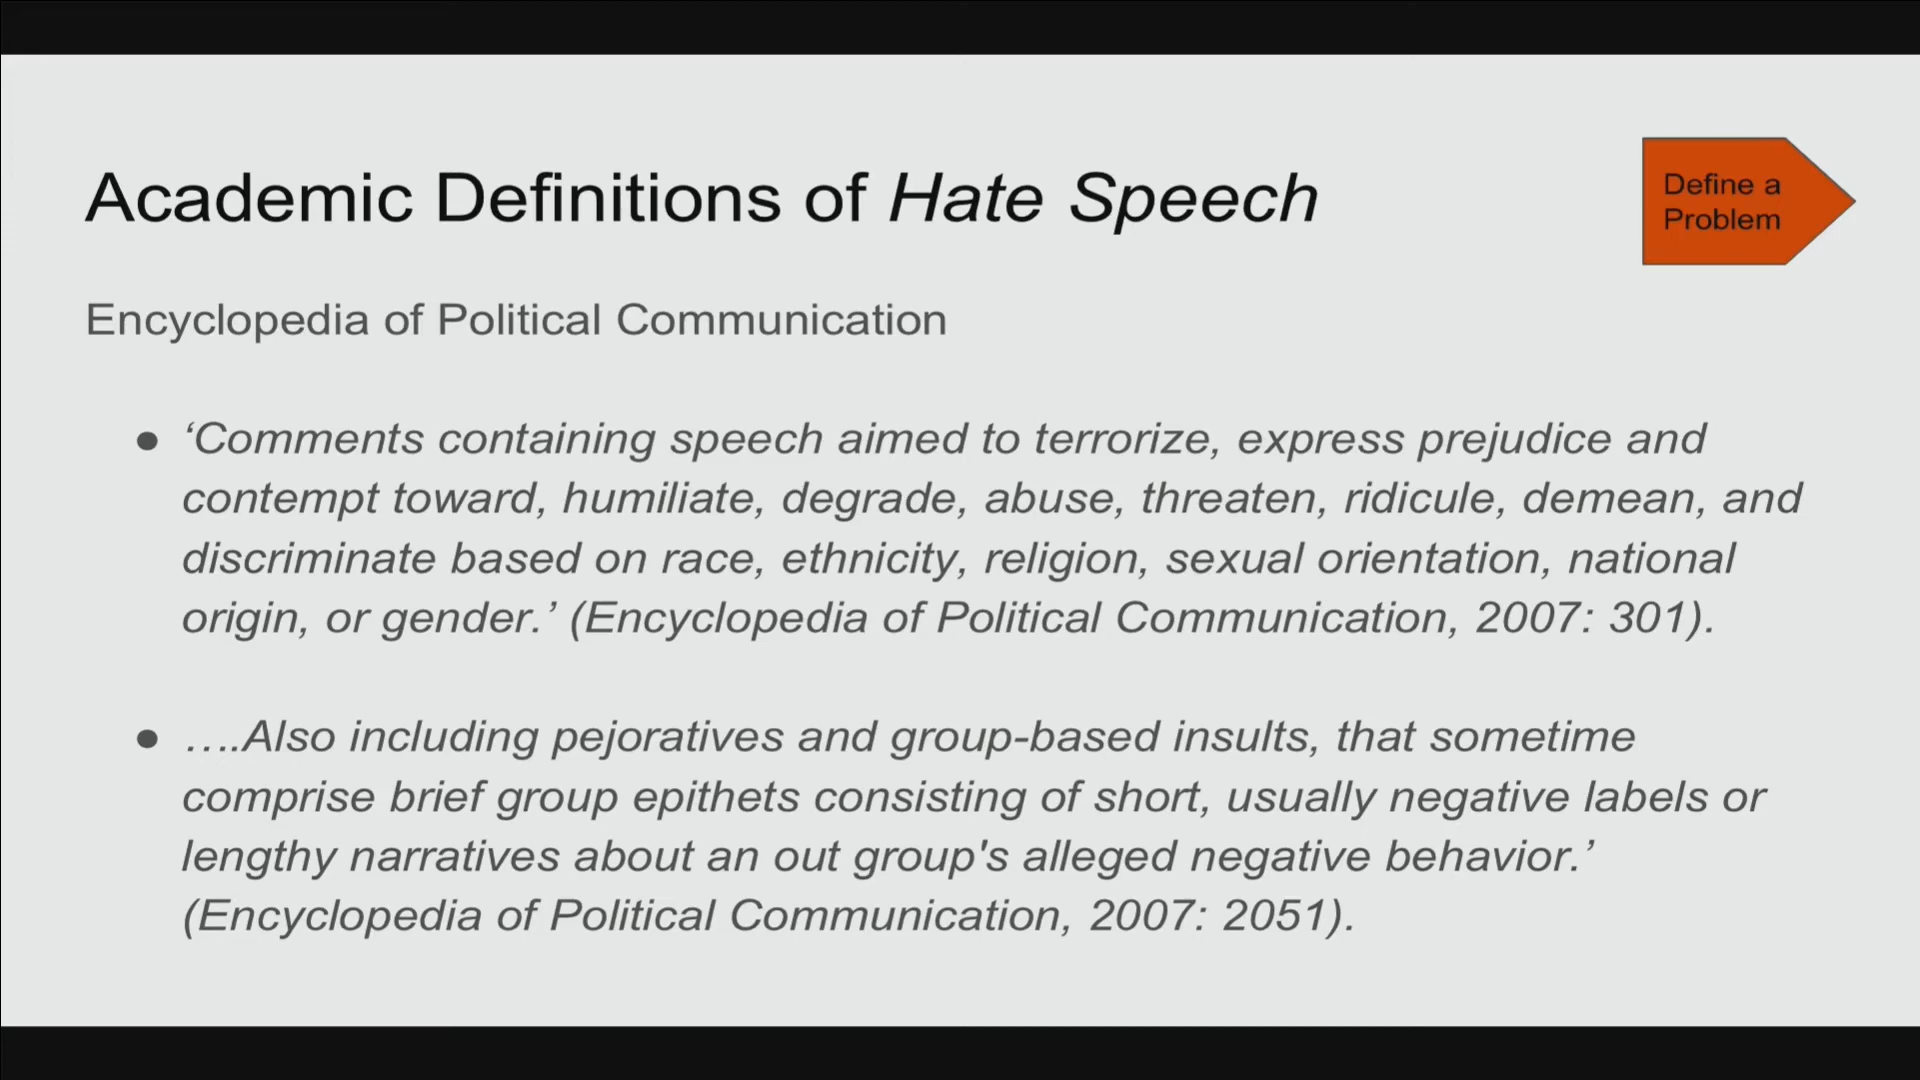 Academic Definitions of Hate Speech
Define a
Problem
Encyclopedia of Political Communication
● ‘Comments containing speech aimed to terrorize, express prejudice and
contempt toward, humiliate, degrade, abuse, threaten, ridicule, demean, and
discriminate based on race, ethnicity, religion, sexual orientation, national
origin, or gender.’ (Encyclopedia of Political Communication, 2007: 301).
● ….Also including pejoratives and group-based insults, that sometime
comprise brief group epithets consisting of short, usually negative labels or
lengthy narratives about an out group's alleged negative behavior.’
(Encyclopedia of Political Communication, 2007: 2051).